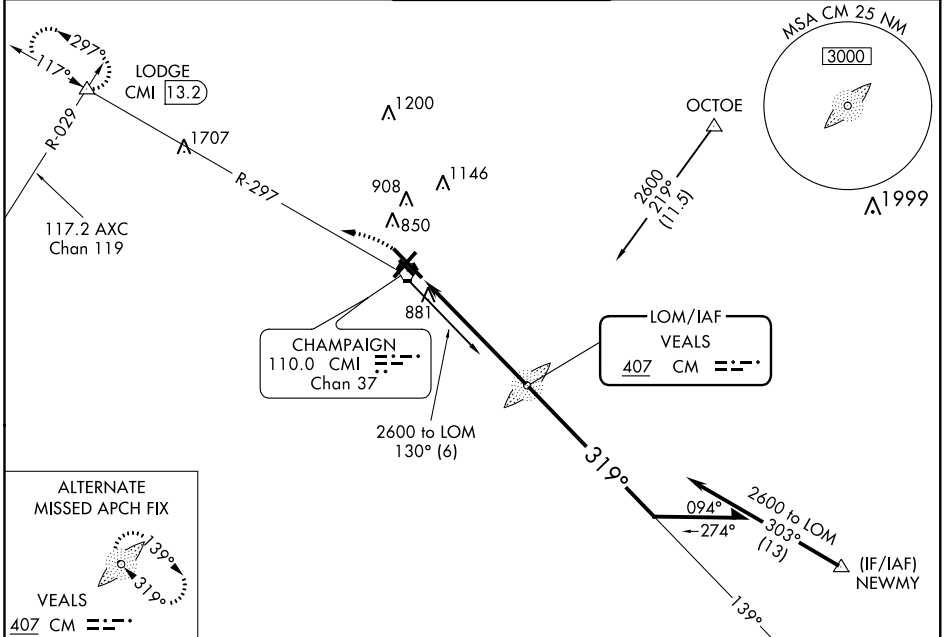 MSA CM 25 NM
3000
297°
117°
LODGE
CMI 13.2
1200
OCTOE
R-029
1707
1146
R-297
908
850
2600
219°
(11.5)
1999
117.2 AXC
Chan 119
881
CHAMPAIGN
110.0 CMI
Chan 37
LOM/IAF
VEALS
407 CM
2600 to LOM
130° (6)
319°
094°
274°
2600 to LOM
303°
(13)
(IF/IAF)
NEWMY
139°
ALTERNATE
MISSED APCH FIX
139°
319°
VEALS
407 CM